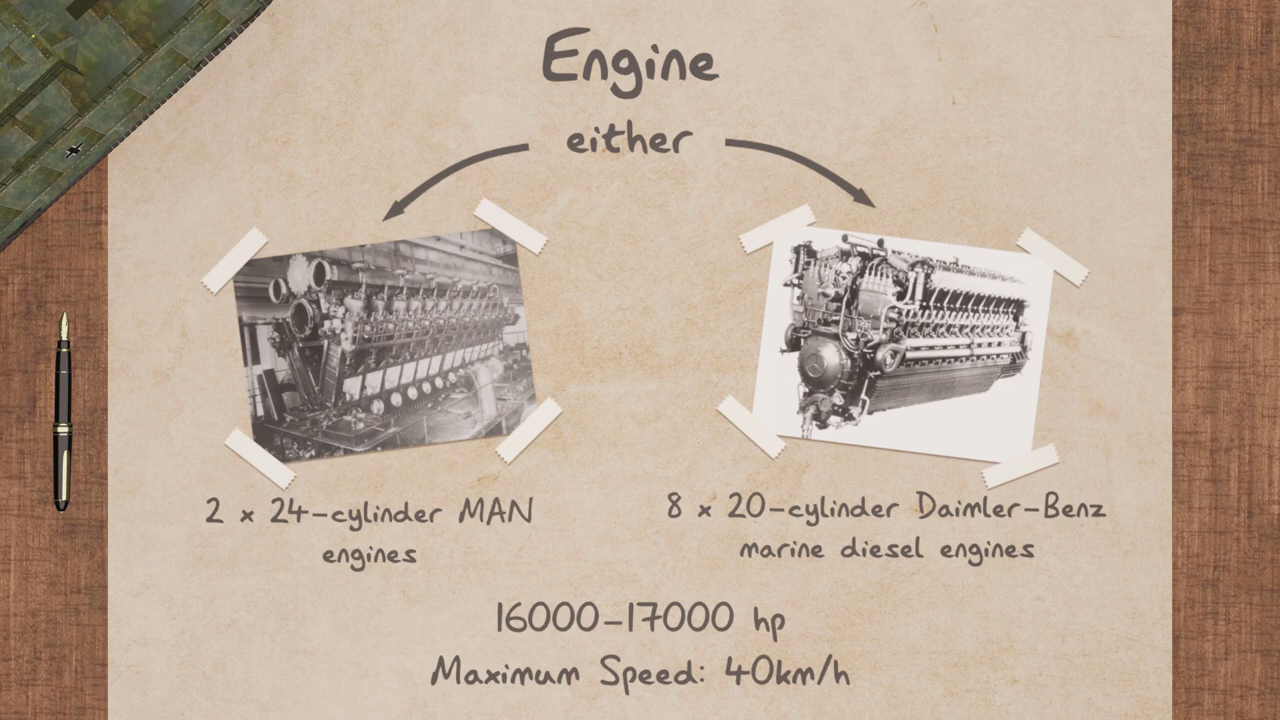 Engine
either
2 x 24-cylinder MAN
engines
8 x 20-cylinder Daimler-Benz
marine diesel engines
16000-17000 hp
Maximum Speed: 40km/h